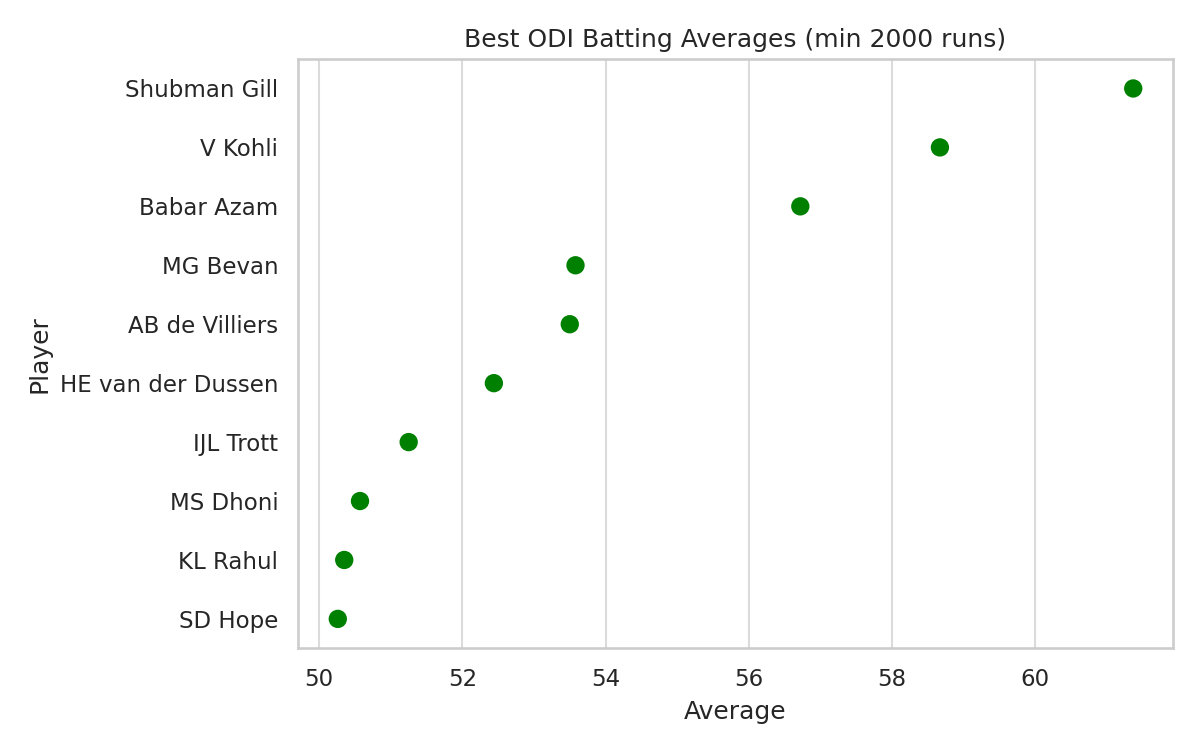 Best ODI Batting Averages (min 2000 runs)
Shubman Gill
V Kohli
Babar Azam
MG Bevan
AB de Villiers
HE van der Dussen
IJL Trott
MS Dhoni
KL Rahul
SD Hope
Player
50 52 54 56 58 60
Average